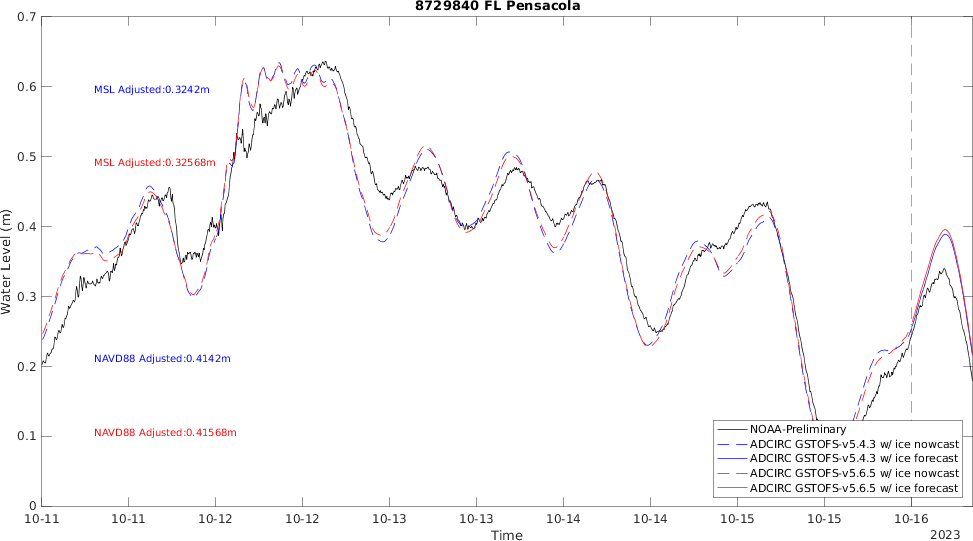 8729840 FL Pensacola
0.7
0.6
0.5
0.4
0.3
0.2
0.1
0
Water Level (m)
MSL Adjusted:0.3242m
MSL Adjusted:0.32568m
NAVD88 Adjusted:0.4142m
NAVD88 Adjusted:0.41568m
NOAA-Preliminary
ADCIRC GSTOFS-v5.4.3 w/ ice nowcast
ADCIRC GSTOFS-v5.4.3 w/ ice forecast
ADCIRC GSTOFS-v5.6.5 w/ ice nowcast
ADCIRC GSTOFS-v5.6.5 w/ ice forecast
10-11 10-11 10-12 10-12 10-13 10-13 10-14 10-14 10-15 10-15 10-16
Time
2023